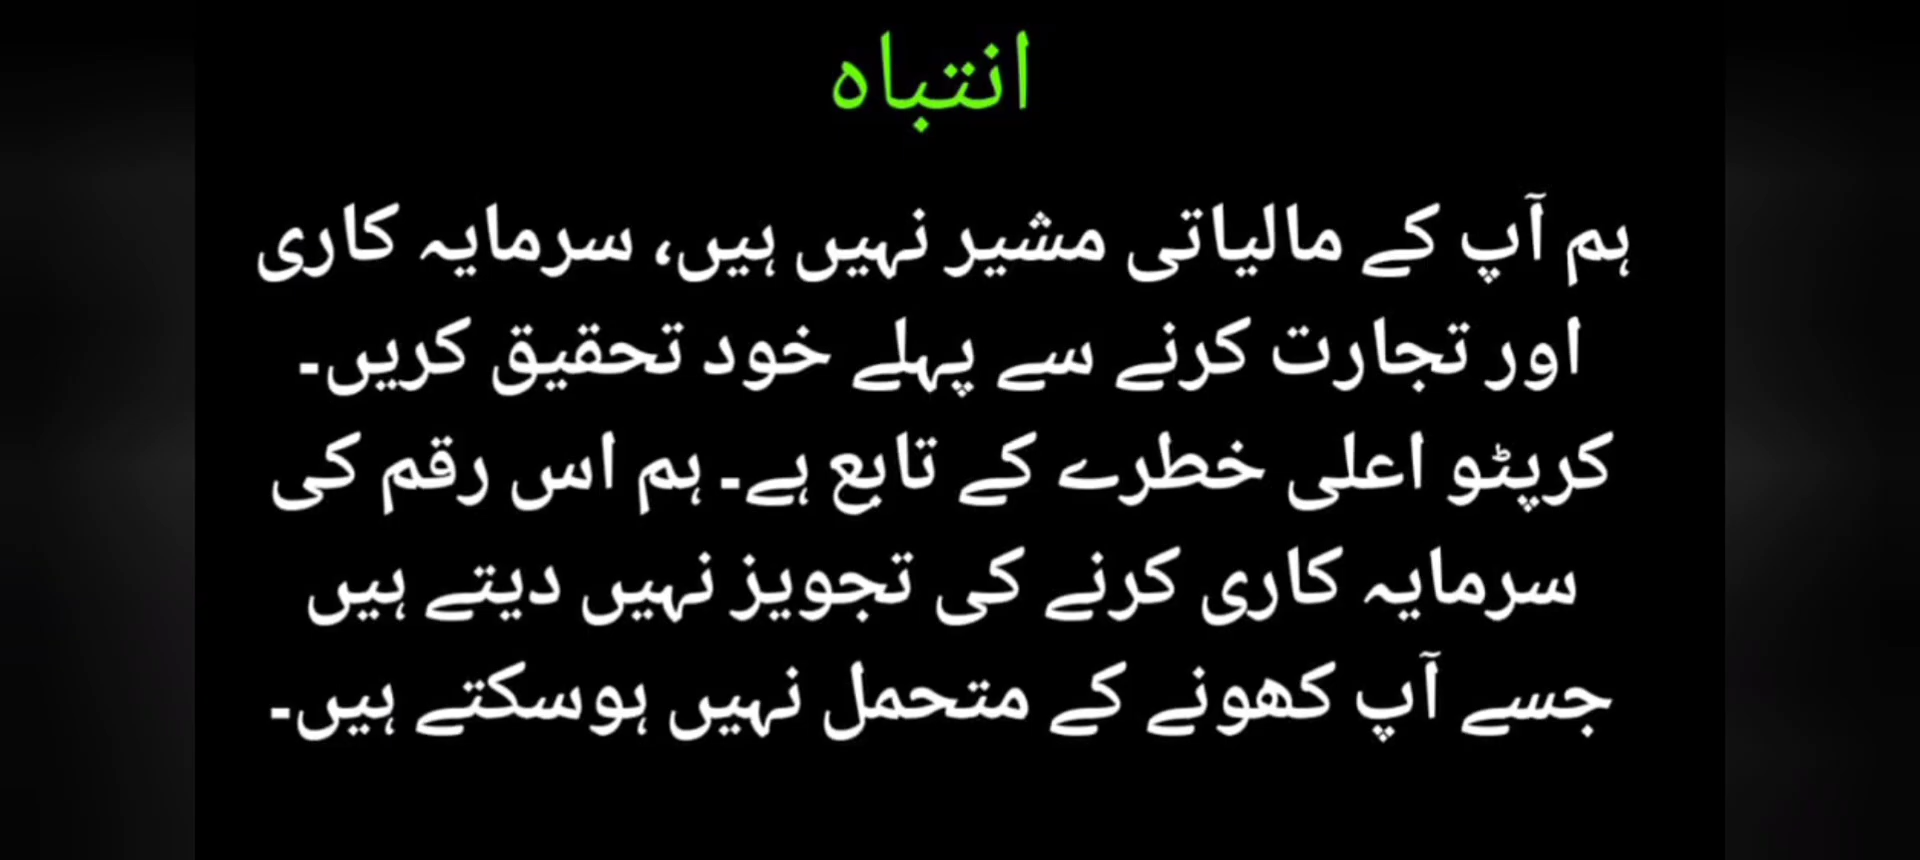 انتباہ
ہم آپ کے مالیاتی مشیر نہیں ہیں، سرمایہ کاری
اور تجارت کرنے سے پہلے خود تحقیق کریں۔
کرپٹو اعلی خطرے کے تابع ہے۔ ہم اس رقم کی
سرمایہ کاری کرنے کی تجویز نہیں دیتے ہیں
جسے آپ کھونے کے متحمل نہیں ہوسکتے ہیں۔